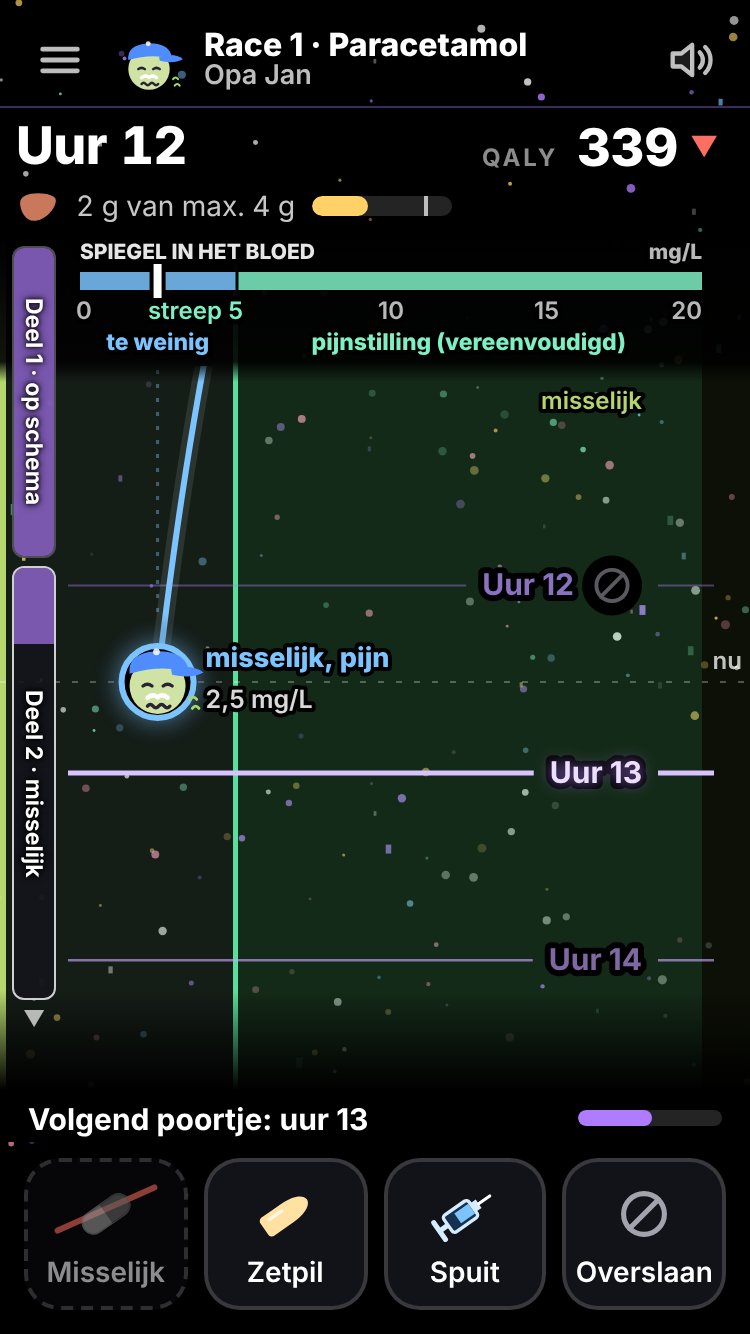 Race 1 · Paracetamol
Opa Jan
Uur 12
QALY 339
2 g van max. 4 g
SPIEGEL IN HET BLOED
mg/L
0
streep 5
10
15
20
te weinig
pijnstilling (vereenvoudigd)
Deel 1 · op schema
misselijk
Uur 12
misselijk, pijn
nu
2,5 mg/L
Deel 2 · misselijk
Uur 13
Uur 14
Volgend poortje: uur 13
Misselijk
Zetpil
Spuit
Overslaan